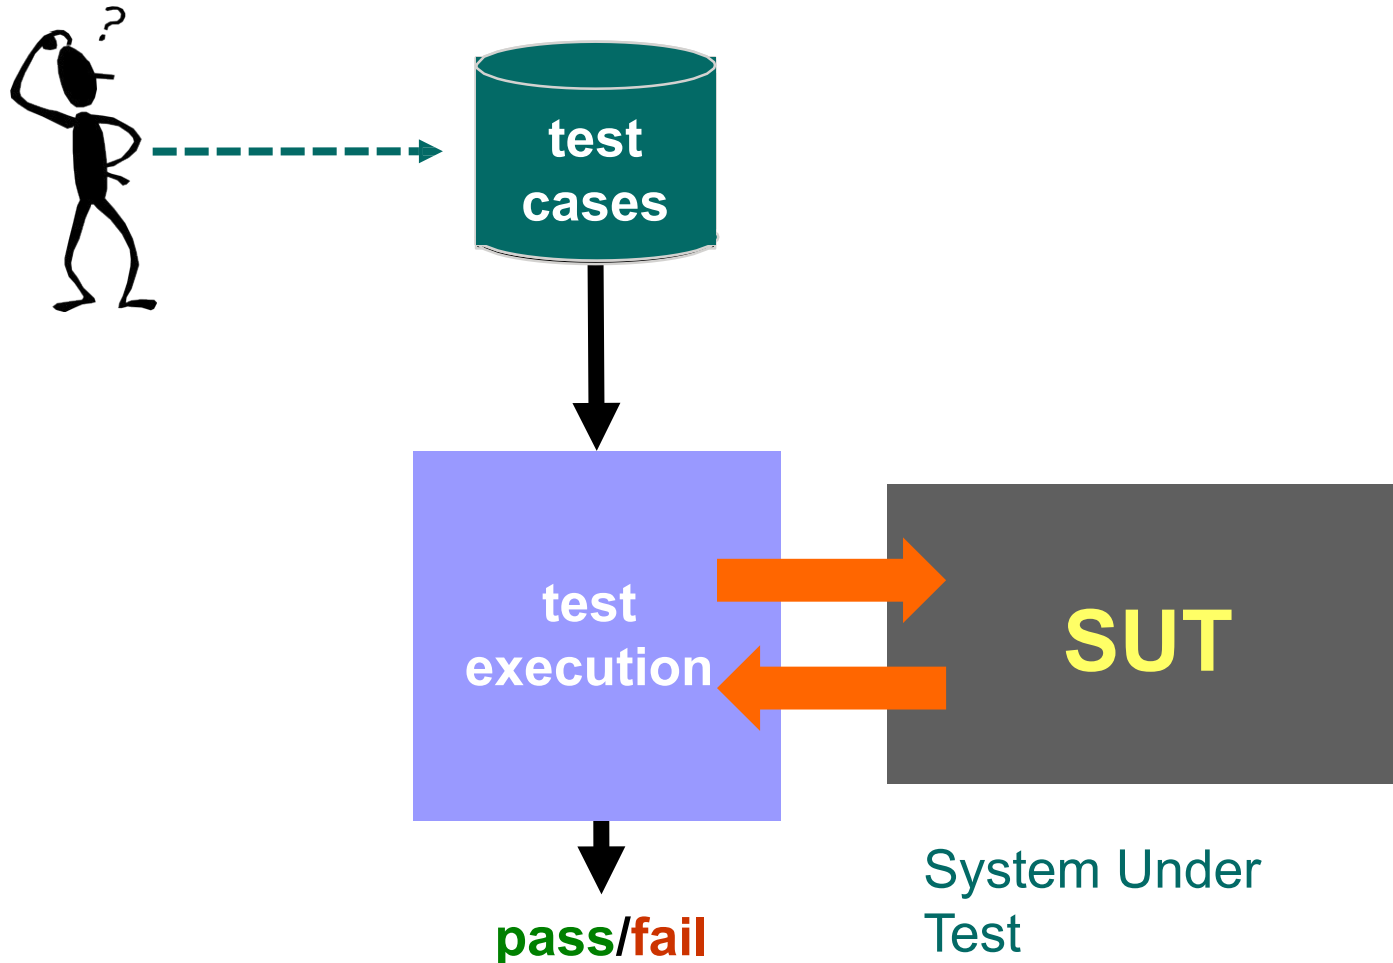 ?
test
cases
test
execution
SUT
System Under
Test
pass/fail